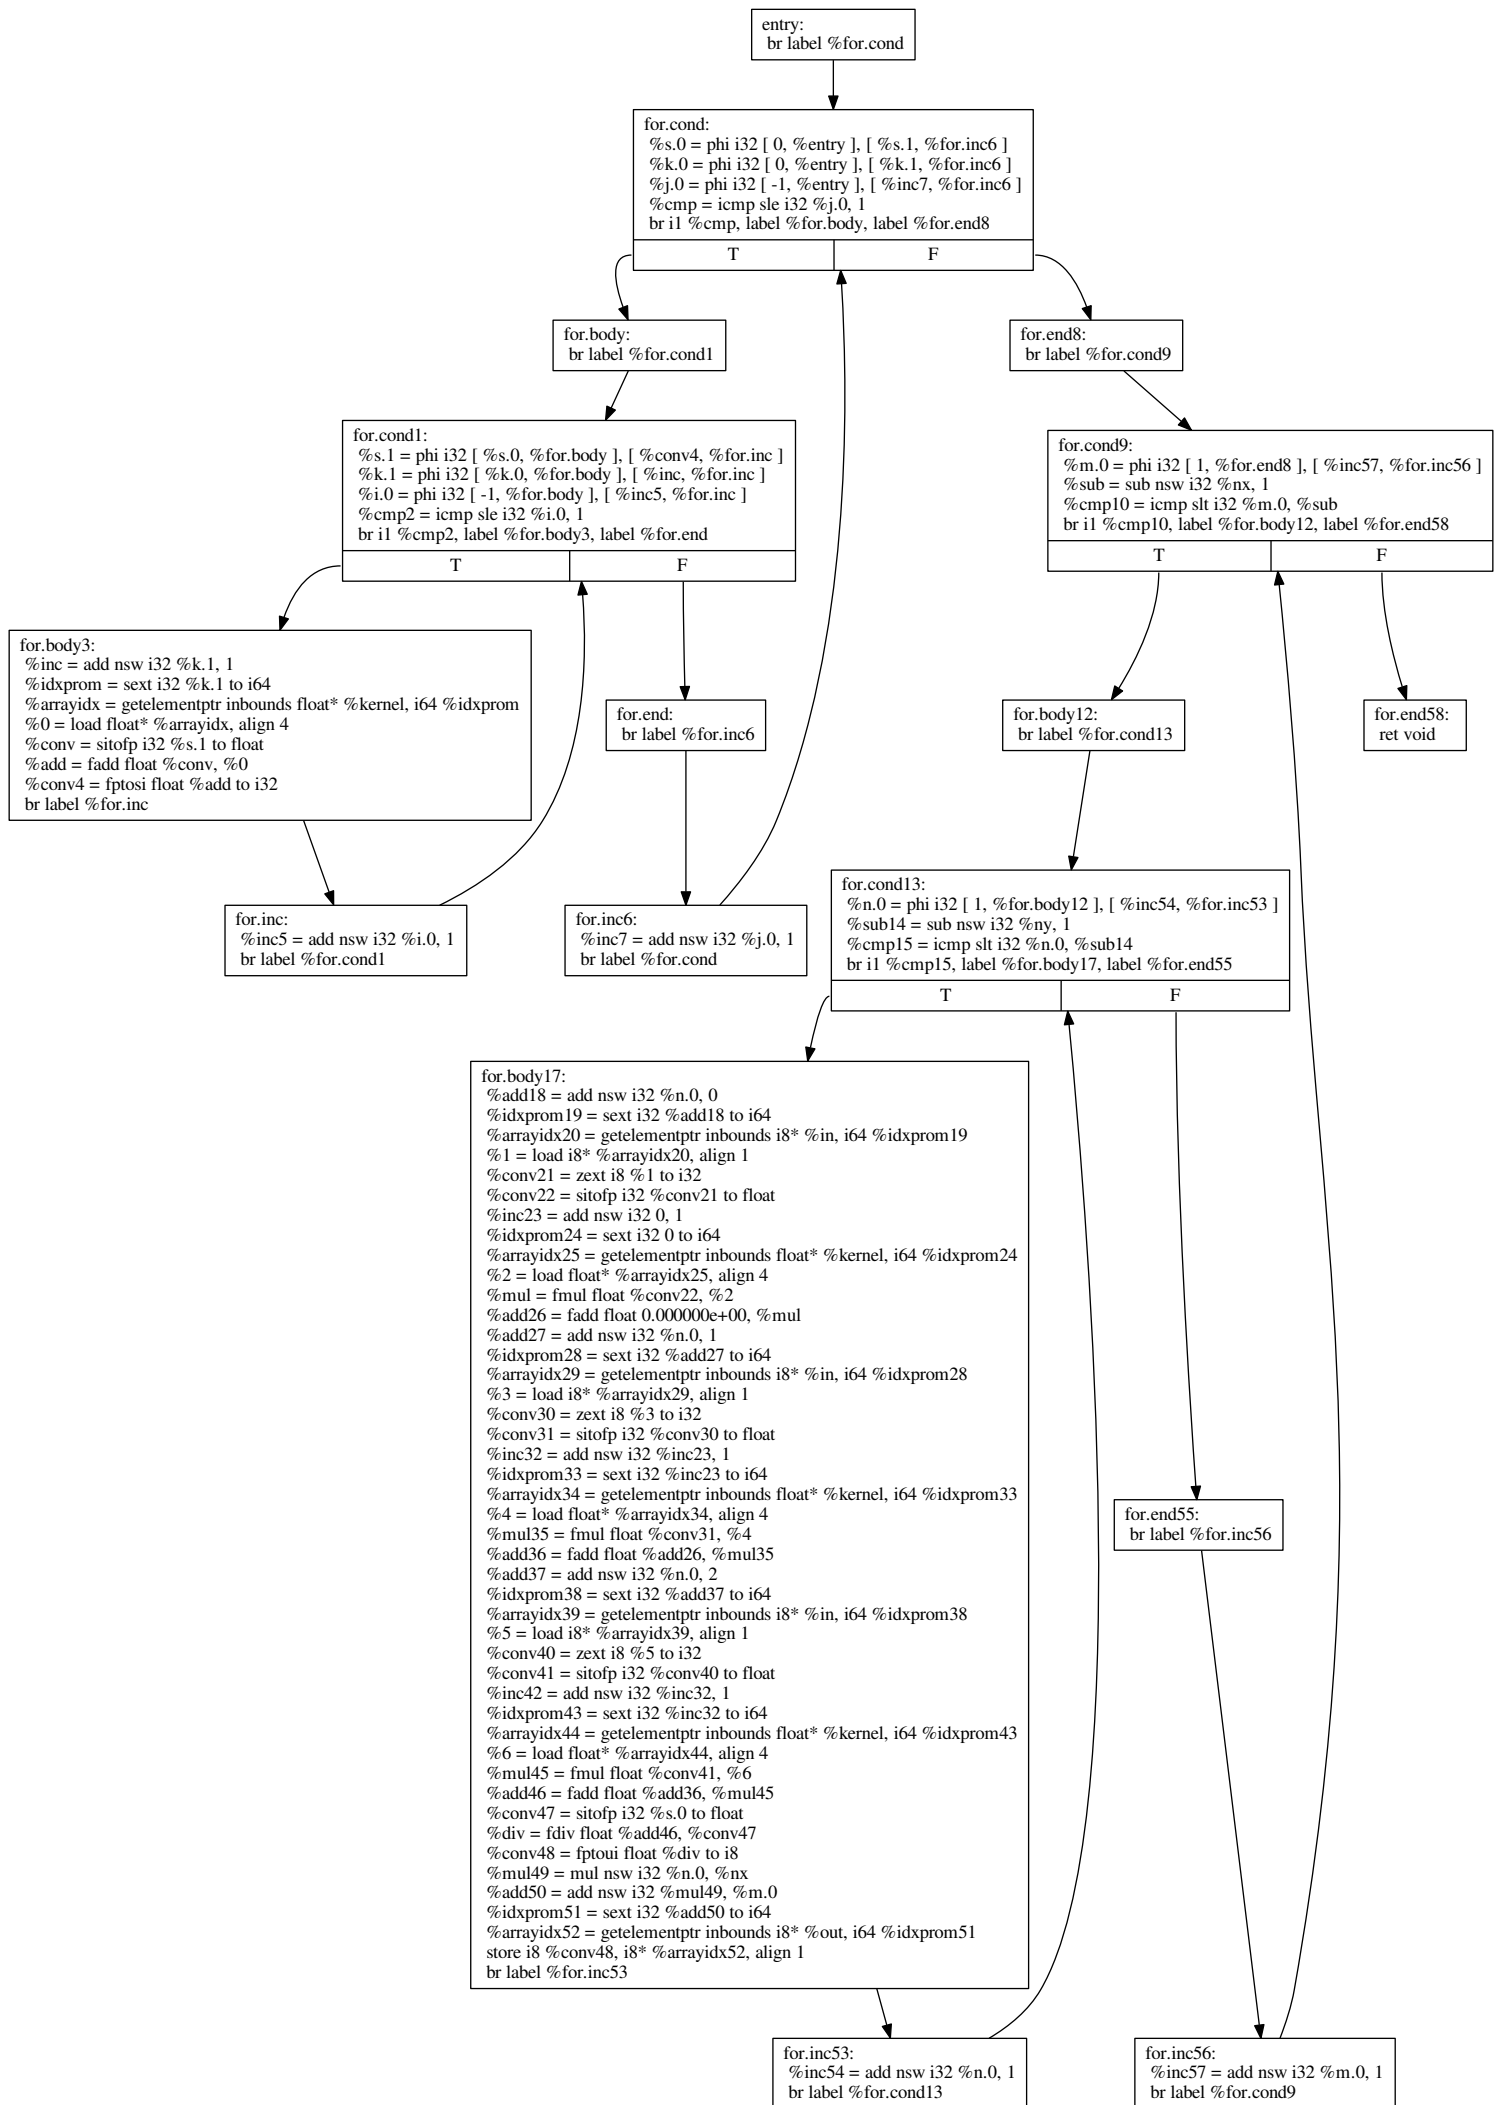 entry:
br label %for.cond
for.cond:
%s.0 = phi i32 [ 0, %entry ], [ %s.1, %for.inc6 ]
%k.0 = phi i32 [ 0, %entry ], [ %k.1, %for.inc6 ]
%j.0 = phi i32 [ -1, %entry ], [ %inc7, %for.inc6 ]
%cmp = icmp sle i32 %j.0, 1
br i1 %cmp, label %for.body, label %for.end8
T F
for.body:
br label %for.cond1
for.end8:
br label %for.cond9
for.cond1:
%s.1 = phi i32 [ %s.0, %for.body ], [ %conv4, %for.inc ]
%k.1 = phi i32 [ %k.0, %for.body ], [ %inc, %for.inc ]
%i.0 = phi i32 [ -1, %for.body ], [ %inc5, %for.inc ]
%cmp2 = icmp sle i32 %i.0, 1
br i1 %cmp2, label %for.body3, label %for.end
T F
for.cond9:
%m.0 = phi i32 [ 1, %for.end8 ], [ %inc57, %for.inc56 ]
%sub = sub nsw i32 %nx, 1
%cmp10 = icmp slt i32 %m.0, %sub
br i1 %cmp10, label %for.body12, label %for.end58
T F
for.body3:
%inc = add nsw i32 %k.1, 1
%idxprom = sext i32 %k.1 to i64
%arrayidx = getelementptr inbounds float* %kernel, i64 %idxprom
%0 = load float* %arrayidx, align 4
%conv = sitofp i32 %s.1 to float
%add = fadd float %conv, %0
%conv4 = fptosi float %add to i32
br label %for.inc
for.end:
br label %for.inc6
for.body12:
br label %for.cond13
for.end58:
ret void
for.inc:
%inc5 = add nsw i32 %i.0, 1
br label %for.cond1
for.inc6:
%inc7 = add nsw i32 %j.0, 1
br label %for.cond
for.cond13:
%n.0 = phi i32 [ 1, %for.body12 ], [ %inc54, %for.inc53 ]
%sub14 = sub nsw i32 %ny, 1
%cmp15 = icmp slt i32 %n.0, %sub14
br i1 %cmp15, label %for.body17, label %for.end55
T F
for.body17:
%add18 = add nsw i32 %n.0, 0
%idxprom19 = sext i32 %add18 to i64
%arrayidx20 = getelementptr inbounds i8* %in, i64 %idxprom19
%1 = load i8* %arrayidx20, align 1
%conv21 = zext i8 %1 to i32
%conv22 = sitofp i32 %conv21 to float
%inc23 = add nsw i32 0, 1
%idxprom24 = sext i32 0 to i64
%arrayidx25 = getelementptr inbounds float* %kernel, i64 %idxprom24
%2 = load float* %arrayidx25, align 4
%mul = fmul float %conv22, %2
%add26 = fadd float 0.000000e+00, %mul
%add27 = add nsw i32 %n.0, 1
%idxprom28 = sext i32 %add27 to i64
%arrayidx29 = getelementptr inbounds i8* %in, i64 %idxprom28
%3 = load i8* %arrayidx29, align 1
%conv30 = zext i8 %3 to i32
%conv31 = sitofp i32 %conv30 to float
%inc32 = add nsw i32 %inc23, 1
%idxprom33 = sext i32 %inc23 to i64
%arrayidx34 = getelementptr inbounds float* %kernel, i64 %idxprom33
%4 = load float* %arrayidx34, align 4
%mul35 = fmul float %conv31, %4
%add36 = fadd float %add26, %mul35
%add37 = add nsw i32 %n.0, 2
%idxprom38 = sext i32 %add37 to i64
%arrayidx39 = getelementptr inbounds i8* %in, i64 %idxprom38
%5 = load i8* %arrayidx39, align 1
%conv40 = zext i8 %5 to i32
%conv41 = sitofp i32 %conv40 to float
%inc42 = add nsw i32 %inc32, 1
%idxprom43 = sext i32 %inc32 to i64
%arrayidx44 = getelementptr inbounds float* %kernel, i64 %idxprom43
%6 = load float* %arrayidx44, align 4
%mul45 = fmul float %conv41, %6
%add46 = fadd float %add36, %mul45
%conv47 = sitofp i32 %s.0 to float
%div = fdiv float %add46, %conv47
%conv48 = fptoui float %div to i8
%mul49 = mul nsw i32 %n.0, %nx
%add50 = add nsw i32 %mul49, %m.0
%idxprom51 = sext i32 %add50 to i64
%arrayidx52 = getelementptr inbounds i8* %out, i64 %idxprom51
store i8 %conv48, i8* %arrayidx52, align 1
br label %for.inc53
for.end55:
br label %for.inc56
for.inc53:
%inc54 = add nsw i32 %n.0, 1
br label %for.cond13
for.inc56:
%inc57 = add nsw i32 %m.0, 1
br label %for.cond9